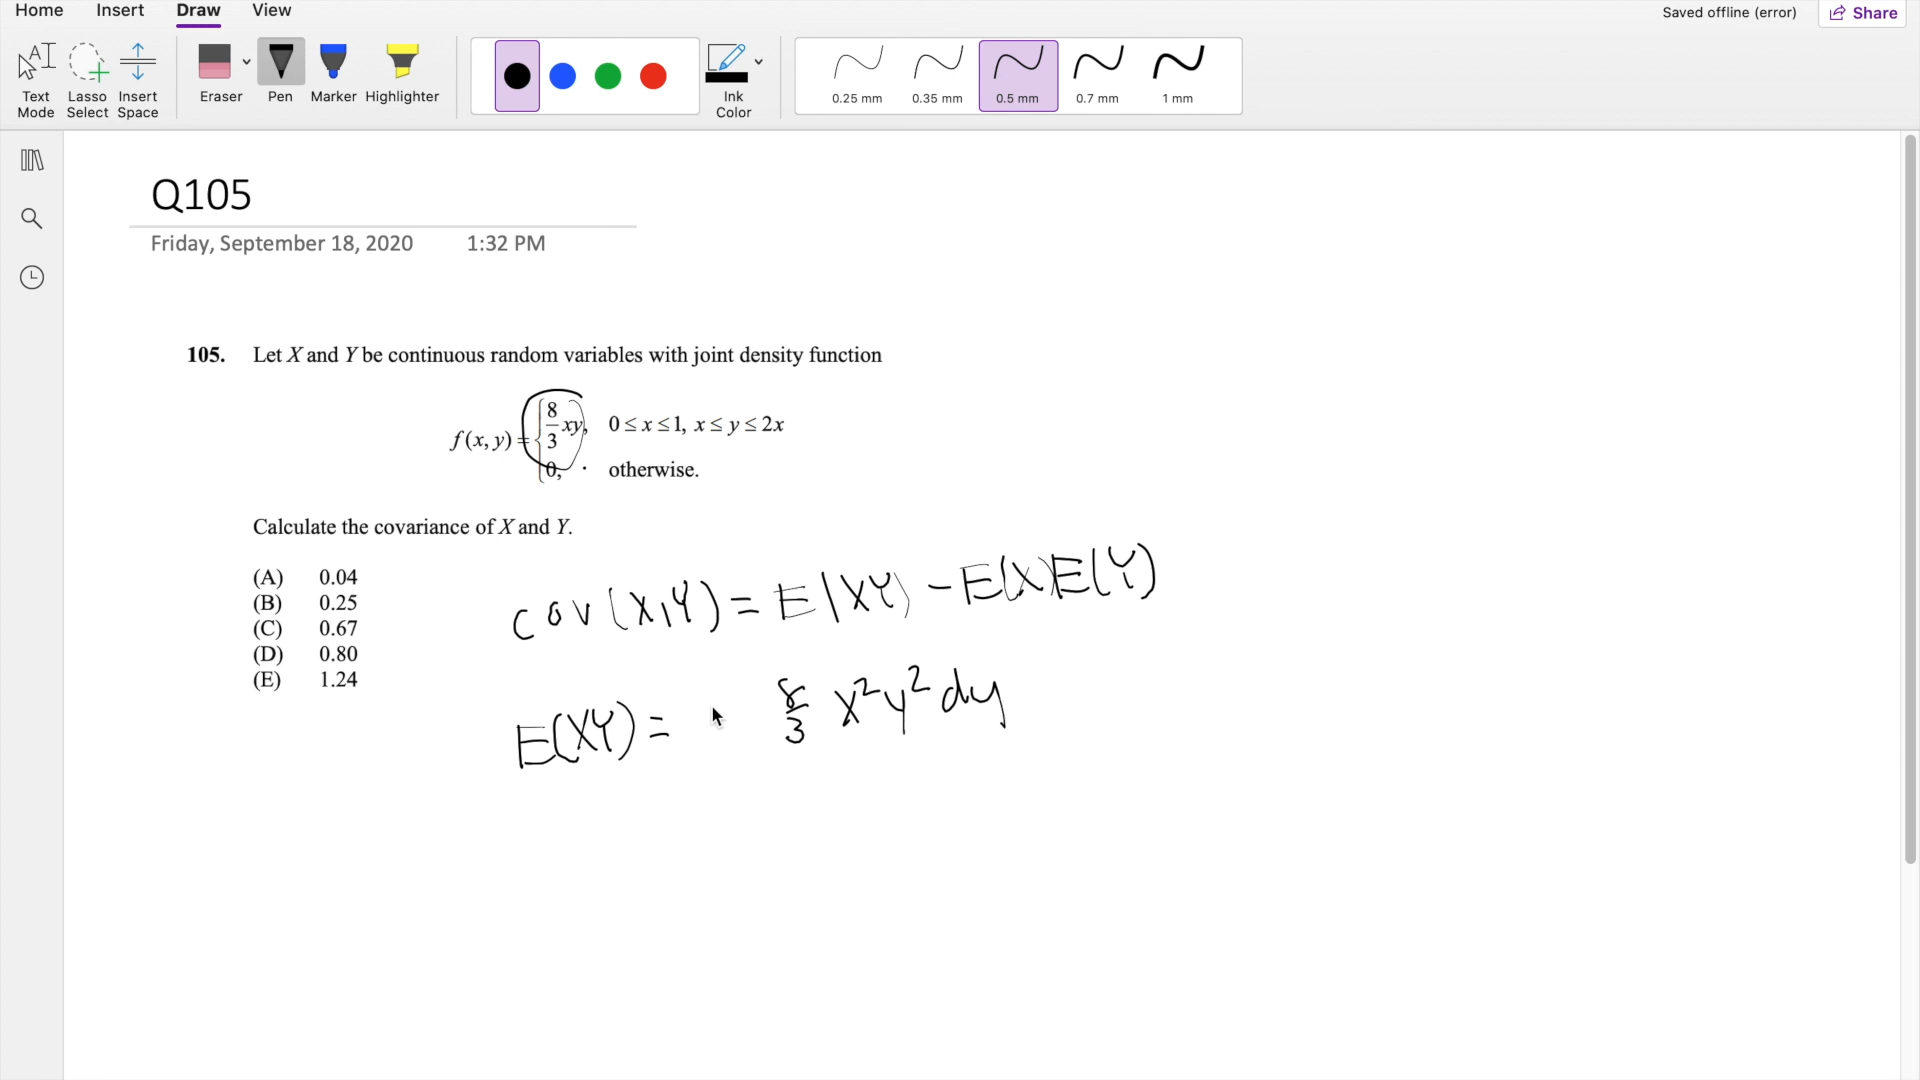 Home Insert Draw View
Saved offline (error) Share
Text Mode Lasso Select Insert Space Eraser Pen Marker Highlighter Ink Color 0.25 mm 0.35 mm 0.5 mm 0.7 mm 1 mm
Q105
Friday, September 18, 2020 1:32 PM
105. Let X and Y be continuous random variables with joint density function
f(x, y) = { 8/3 xy, 0 ≤ x ≤ 1, x ≤ y ≤ 2x
0, otherwise.
Calculate the covariance of X and Y.
(A) 0.04
(B) 0.25
(C) 0.67
(D) 0.80
(E) 1.24
cov(X,Y) = E(XY) - E(X)E(Y)
E(XY) = 8/3 x²y² dy